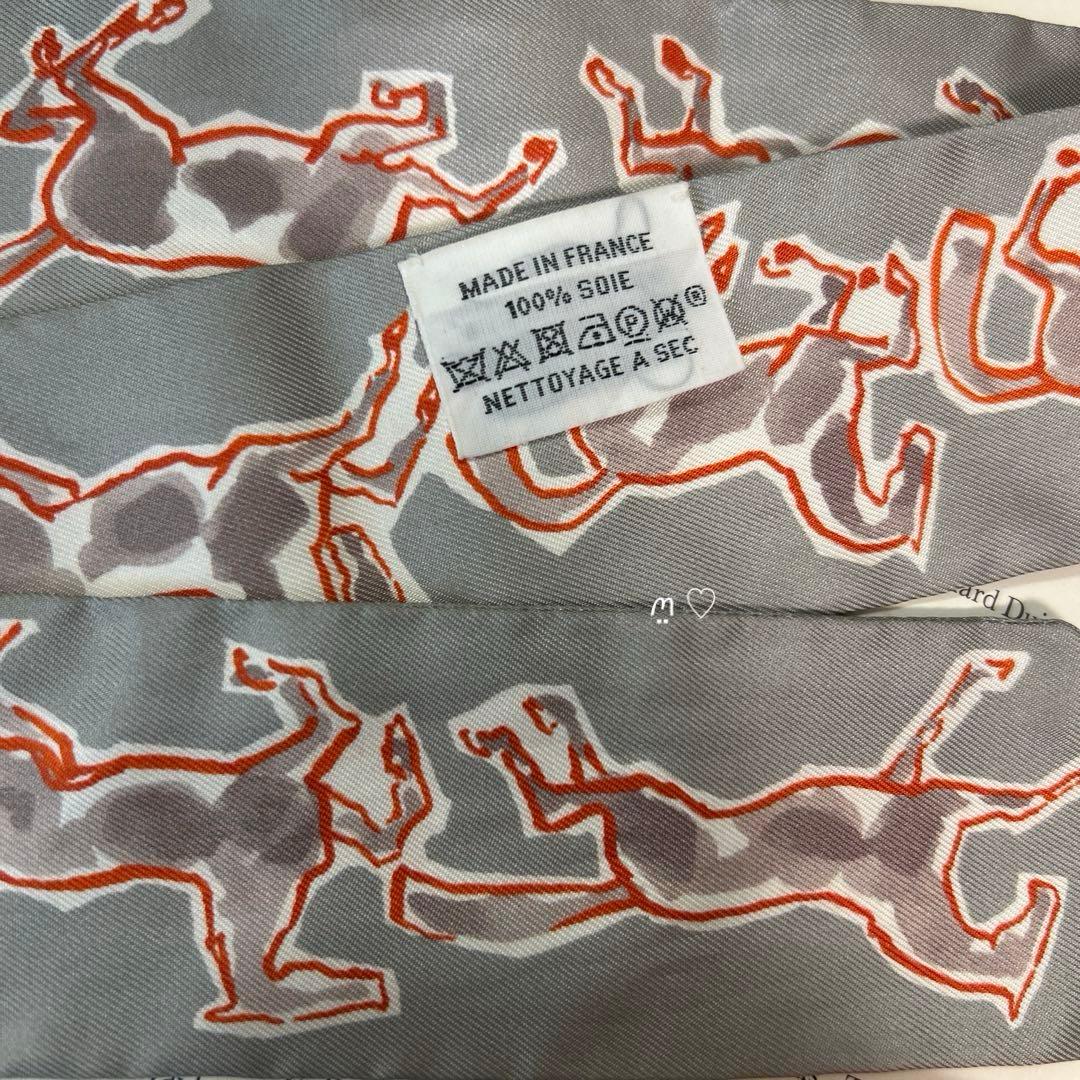 MADE IN FRANCE
100% SOIE
P ®
NETTOYAGE A SEC